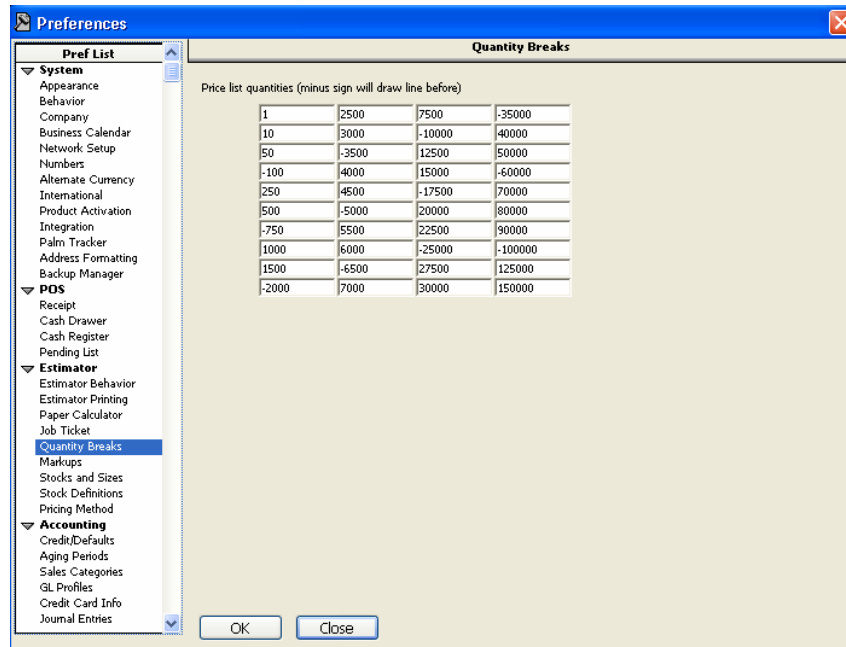 Preferences
Pref List
System
Appearance
Behavior
Company
Business Calendar
Network Setup
Numbers
Alternate Currency
International
Product Activation
Integration
Palm Tracker
Address Formatting
Backup Manager
POS
Receipt
Cash Drawer
Cash Register
Pending List
Estimator
Estimator Behavior
Estimator Printing
Paper Calculator
Job Ticket
Quantity Breaks
Markups
Stocks and Sizes
Stock Definitions
Pricing Method
Accounting
Credit/Defaults
Aging Periods
Sales Categories
GL Profiles
Credit Card Info
Journal Entries
Quantity Breaks
Price list quantities (minus sign will draw line before)
1 2500 7500 -35000
10 3000 -10000 40000
50 -3500 12500 50000
-100 4000 15000 -60000
250 4500 -17500 70000
500 -5000 20000 80000
-750 5500 22500 90000
1000 6000 -25000 -100000
1500 -6500 27500 125000
-2000 7000 30000 150000
OK Close